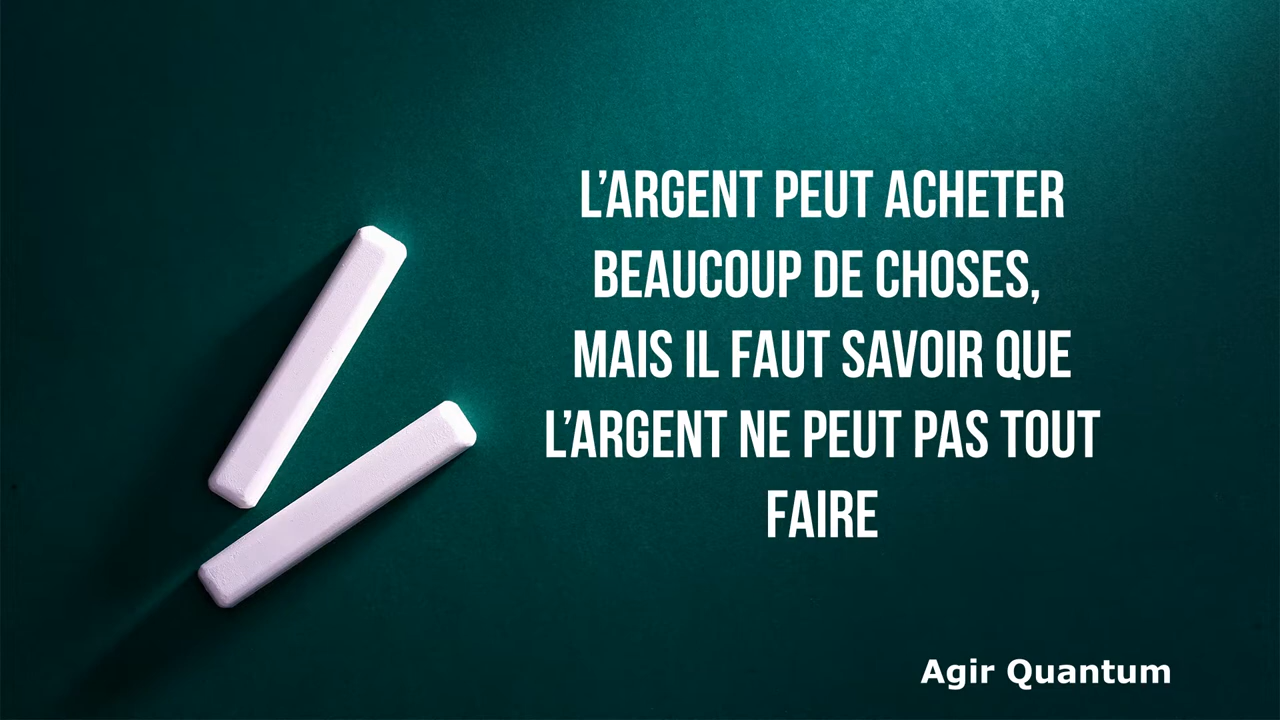 L'ARGENT PEUT ACHETER
BEAUCOUP DE CHOSES,
MAIS IL FAUT SAVOIR QUE
L'ARGENT NE PEUT PAS TOUT
FAIRE
Agir Quantum